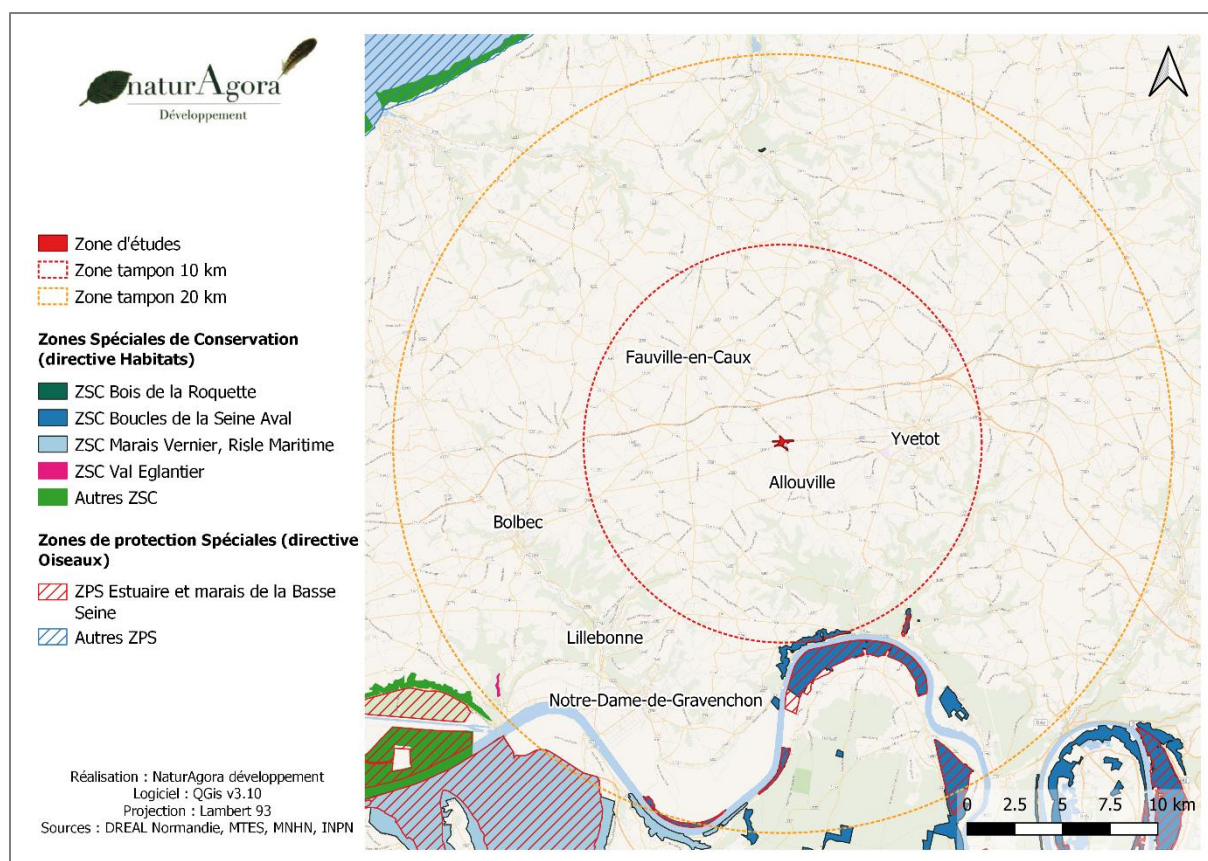 naturAgora
Développement
Zone d'études
Zone tampon 10 km
Zone tampon 20 km
Zones Spéciales de Conservation
(directive Habitats)
ZSC Bois de la Roquette
ZSC Boucles de la Seine Aval
ZSC Marais Vernier, Risle Maritime
ZSC Val Eglantier
Autres ZSC
Zones de protection Spéciales (directive
Oiseaux)
ZPS Estuaire et marais de la Basse
Seine
Autres ZPS
Réalisation : NaturAgora développement
Logiciel : QGis v3.10
Projection : Lambert 93
Sources : DREAL Normandie, MTES, MNHN, INPN
Fauville-en-Caux
Yvetot
Allouville
Bolbec
Lillebonne
Notre-Dame-de-Gravenchon
0 2.5 5 7.5 10 km